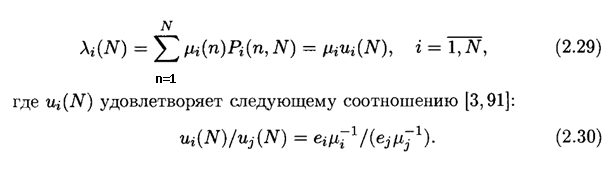 λ_i(N) = ∑_{n=1}^{N} μ_i(n)P_i(n, N) = μ_i u_i(N),   i = \overline{1, N},   (2.29)
где u_i(N) удовлетворяет следующему соотношению [3,91]:
u_i(N)/u_j(N) = e_i μ_i^{-1}/(e_j μ_j^{-1}).   (2.30)